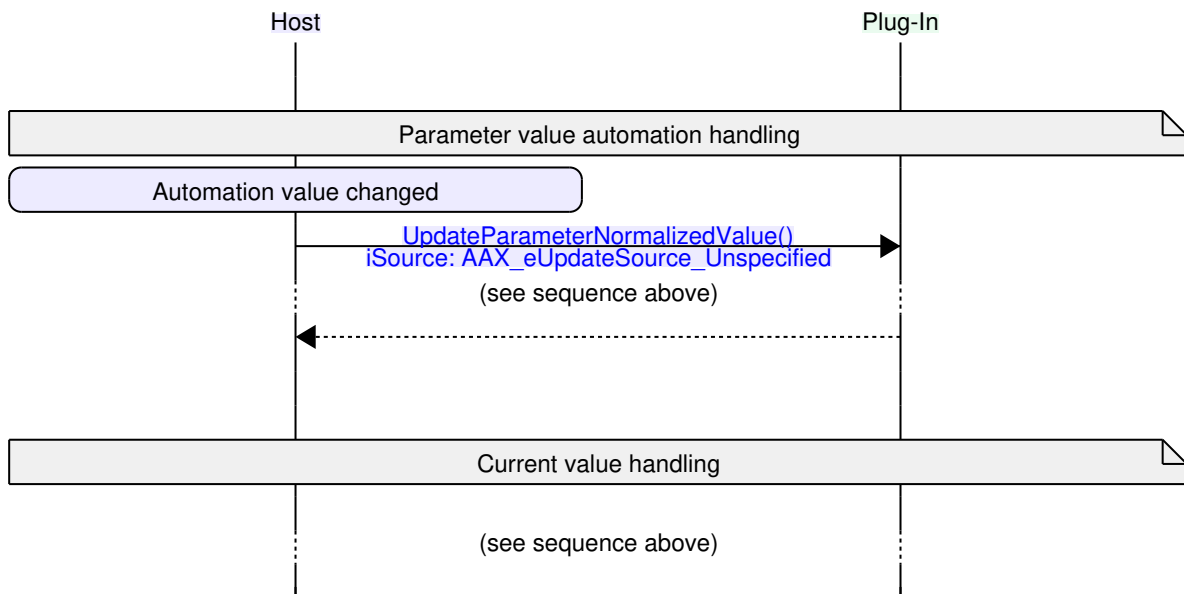 Host
Plug-In
Parameter value automation handling
Automation value changed
UpdateParameterNormalizedValue()
iSource: AAX_eUpdateSource_Unspecified
(see sequence above)
Current value handling
(see sequence above)